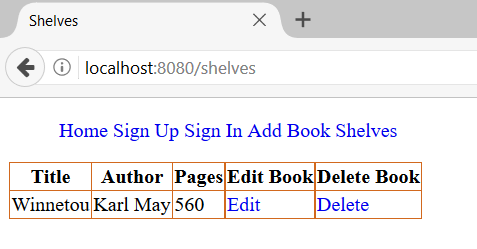 Shelves
localhost:8080/shelves
Home Sign Up Sign In Add Book Shelves
Title Author Pages Edit Book Delete Book
Winnetou Karl May 560 Edit Delete